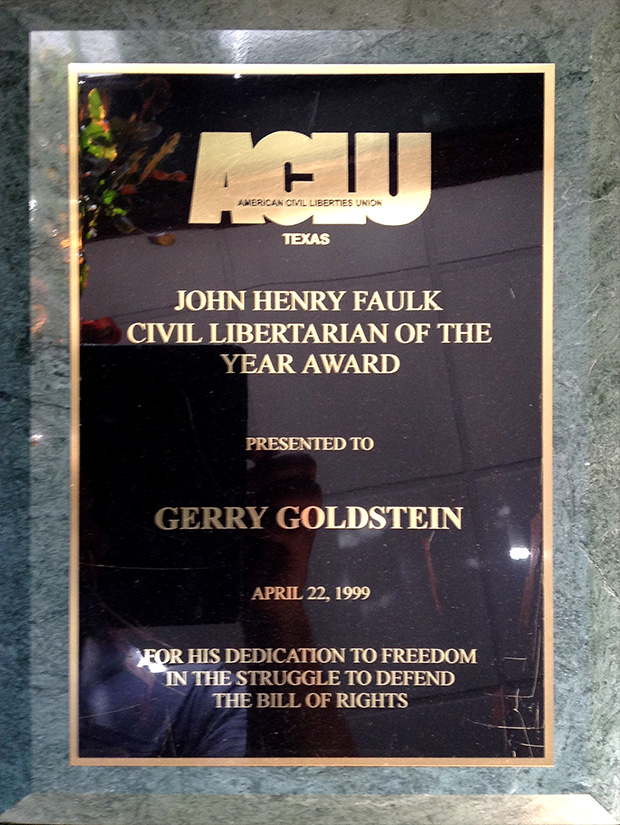 ACLU
AMERICAN CIVIL LIBERTIES UNION
TEXAS
JOHN HENRY FAULK
CIVIL LIBERTARIAN OF THE
YEAR AWARD
PRESENTED TO
GERRY GOLDSTEIN
APRIL 22, 1999
FOR HIS DEDICATION TO FREEDOM
IN THE STRUGGLE TO DEFEND
THE BILL OF RIGHTS